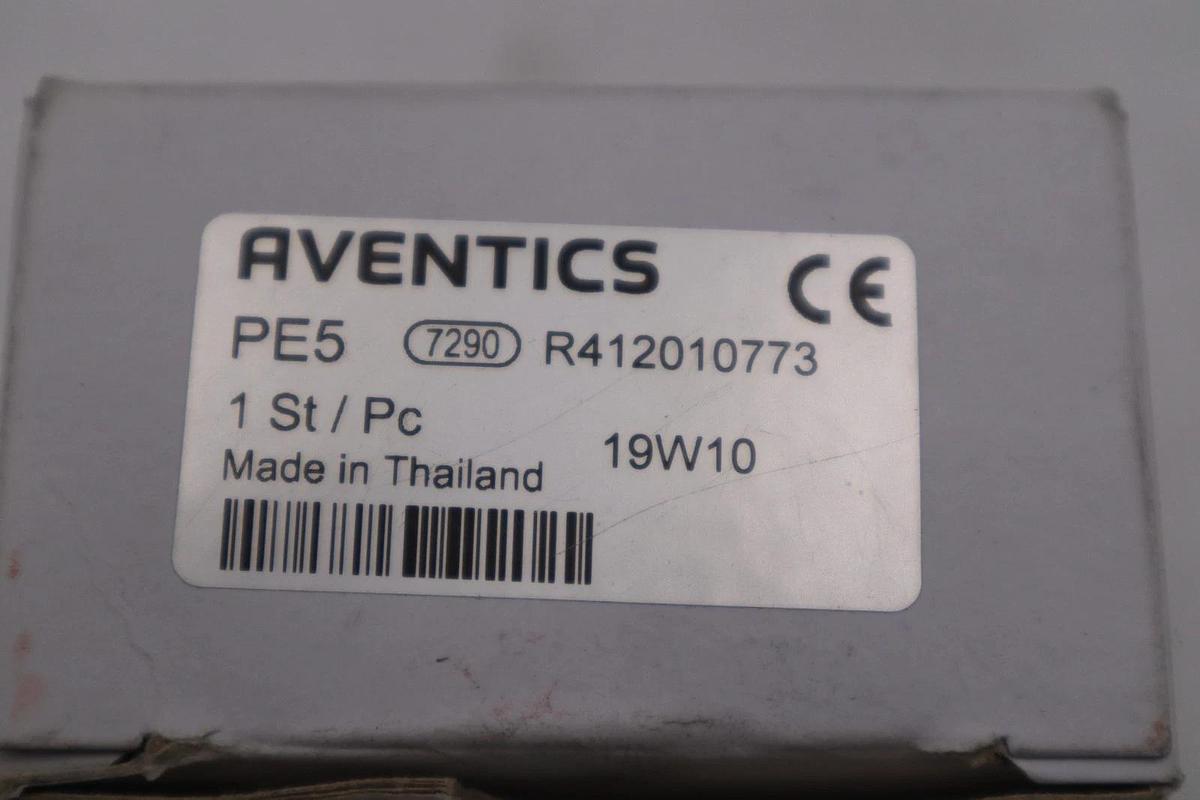 AVENTICS CE
PE5 7290 R412010773
1 St / Pc
19W10
Made in Thailand